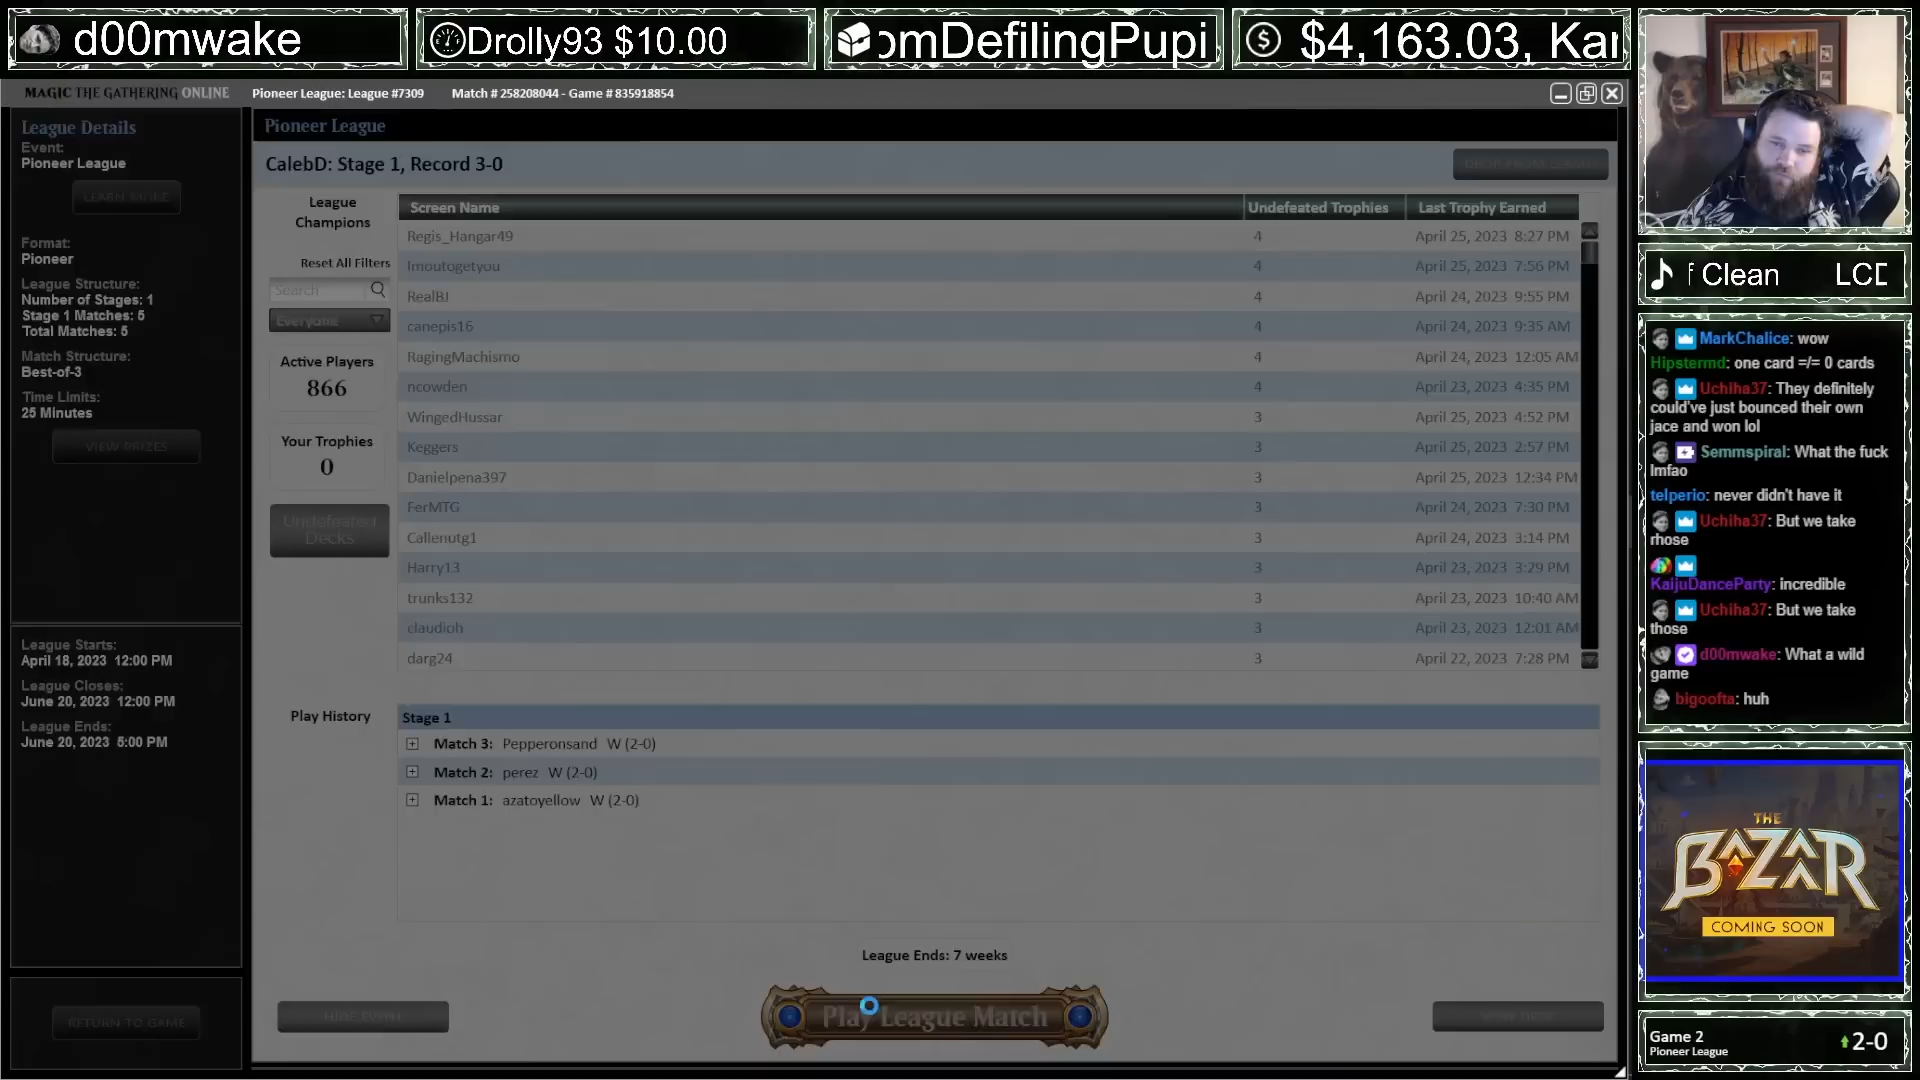 d00mwake
Drolly93 $10.00
omDefilingPupi
$4,163.03, Kar
MAGIC THE GATHERING ONLINE
Pioneer League: League #7309
Match # 258208044 - Game # 835918854
League Details
Event:
Pioneer League
LEARN MORE
Format:
Pioneer
League Structure:
Number of Stages: 1
Stage 1 Matches: 5
Total Matches: 5
Match Structure:
Best-of-3
Time Limits:
25 Minutes
VIEW PRIZES
League Starts:
April 18, 2023 12:00 PM
League Closes:
June 20, 2023 12:00 PM
League Ends:
June 20, 2023 5:00 PM
RETURN TO GAME
Pioneer League
CalebD: Stage 1, Record 3-0
League
Champions
Reset All Filters
Search
Everyone
Active Players
866
Your Trophies
0
Undefeated
Decks
Screen Name Undefeated Trophies Last Trophy Earned
Regis_Hangar49 4 April 25, 2023 8:27 PM
Imoutogetyou 4 April 25, 2023 7:56 PM
RealBJ 4 April 24, 2023 9:55 PM
canepis16 4 April 24, 2023 9:35 AM
RagingMachismo 4 April 24, 2023 12:05 AM
ncowden 4 April 23, 2023 4:35 PM
WingedHussar 3 April 25, 2023 4:52 PM
Keggers 3 April 25, 2023 2:57 PM
Danielpena397 3 April 25, 2023 12:34 PM
FerMTG 3 April 24, 2023 7:30 PM
Callenutg1 3 April 24, 2023 3:14 PM
Harry13 3 April 23, 2023 3:29 PM
trunks132 3 April 23, 2023 10:40 AM
claudioh 3 April 23, 2023 12:01 AM
darg24 3 April 22, 2023 7:28 PM
Play History
Stage 1
Match 3: Pepperonsand W (2-0)
Match 2: perez W (2-0)
Match 1: azatoyellow W (2-0)
League Ends: 7 weeks
Play League Match
f Clean LCD
MarkChalice: wow
Hipstermd: one card =/= 0 cards
Uchiha37: They definitely
could've just bounced their own
jace and won lol
Semmspiral: What the fuck
lmfao
telperio: never didn't have it
Uchiha37: But we take
rhose
KaijuDanceParty: incredible
Uchiha37: But we take
those
d00mwake: What a wild
game
bigoofta: huh
THE
BAZAAR
COMING SOON
Game 2
Pioneer League
2-0